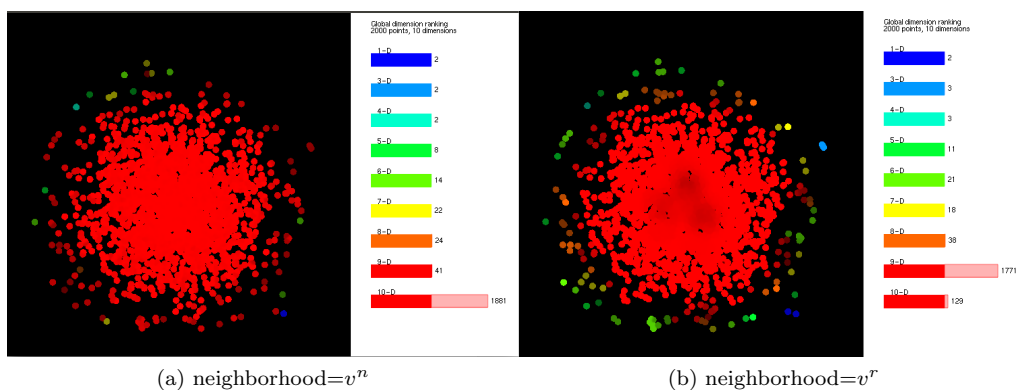 Global dimension ranking
2000 points, 10 dimensions
1-D
2
3-D
2
4-D
2
5-D
8
6-D
14
7-D
22
8-D
24
9-D
41
10-D
1881
Global dimension ranking
2000 points, 10 dimensions
1-D
2
3-D
3
4-D
3
5-D
11
6-D
21
7-D
18
8-D
38
9-D
1771
10-D
129
(a) neighborhood=vⁿ
(b) neighborhood=vʳ